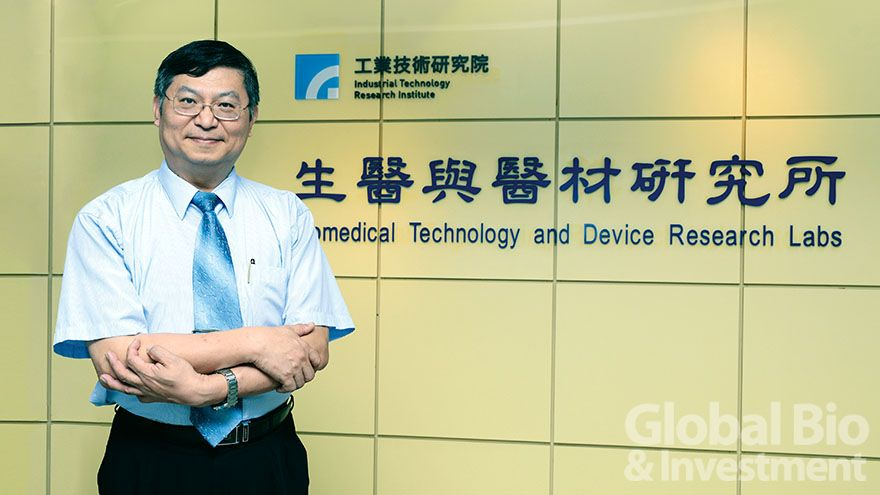 工業技術研究院
Industrial Technology
Research Institute
生醫與醫材研究所
omedical Technology and Device Research Labs
Global Bio
& Investment